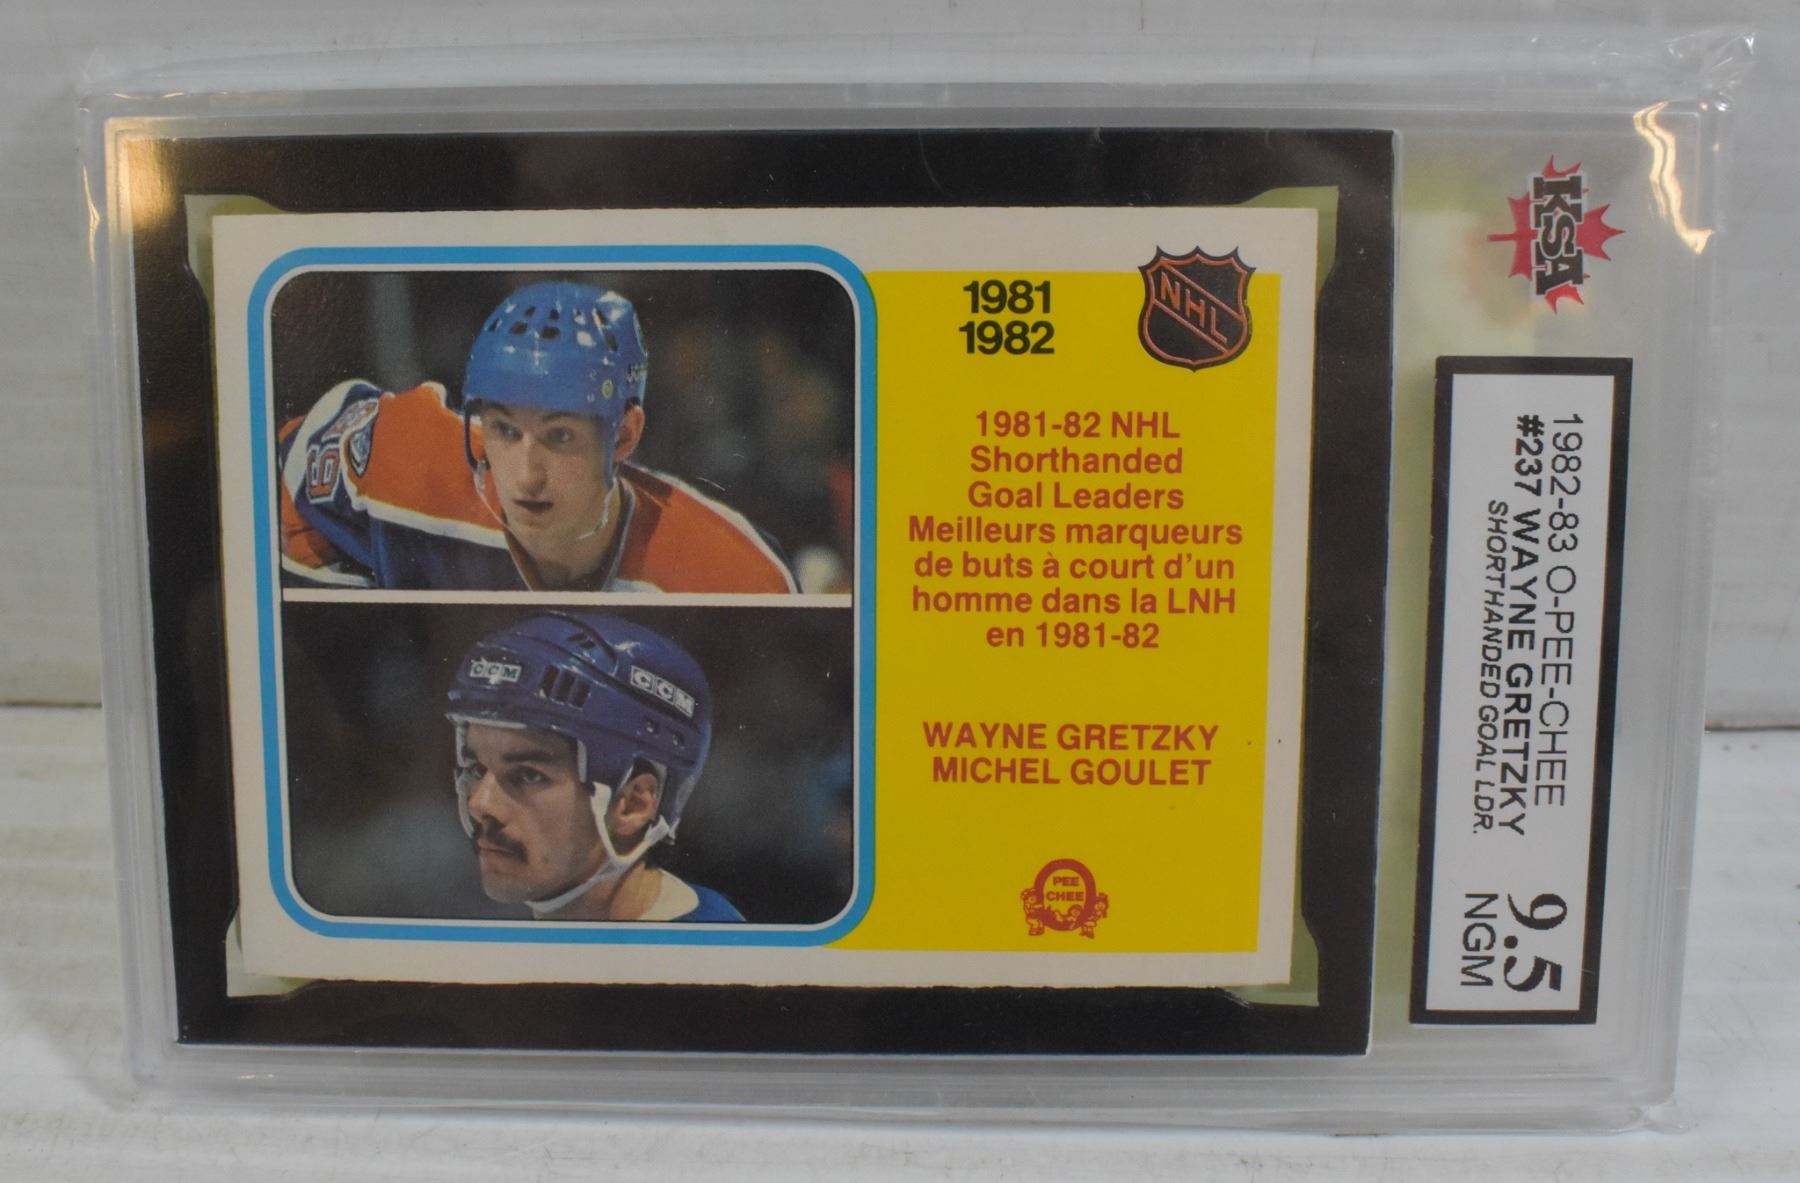 1981
1982
NHL
1981-82 NHL
Shorthanded
Goal Leaders
Meilleurs marqueurs
de buts à court d'un
homme dans la LNH
en 1981-82
WAYNE GRETZKY
MICHEL GOULET
PEE
CHEE
CCM
CCM
KSA
1982-83 O-PEE-CHEE
#237 WAYNE GRETZKY
SHORTHANDED GOAL LDR.
9.5
NGM